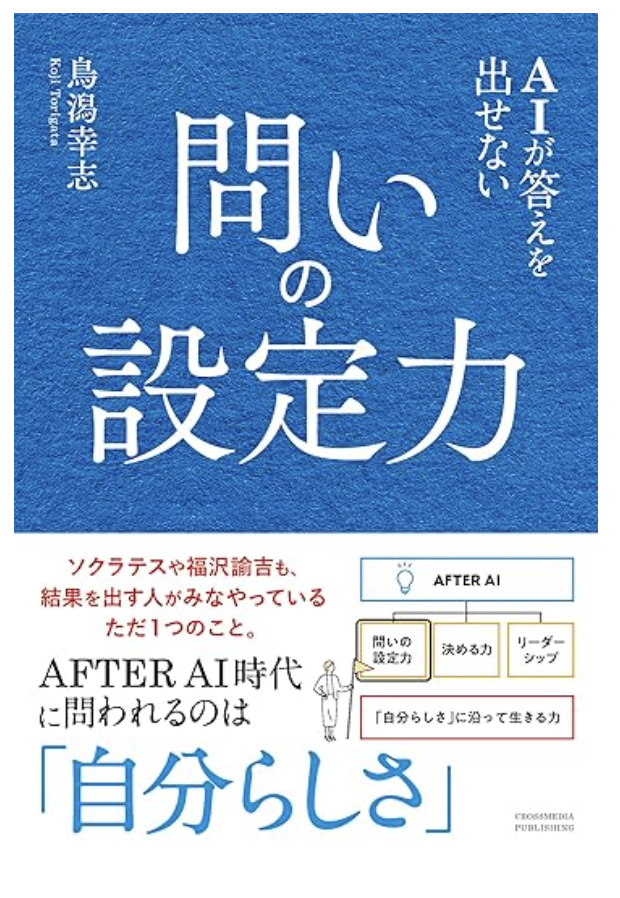 AIが答えを
出せない
問い
の
設定力
鳥潟幸志
Koji Torigata
ソクラテスや福沢諭吉も、
結果を出す人がみなやっている
ただ1つのこと。
AFTER AI時代
に問われるのは
「自分らしさ」
AFTER AI
問いの
設定力
決める力
リーダー
シップ
「自分らしさ」に沿って生きる力
CROSSMEDIA
PUBLISHING